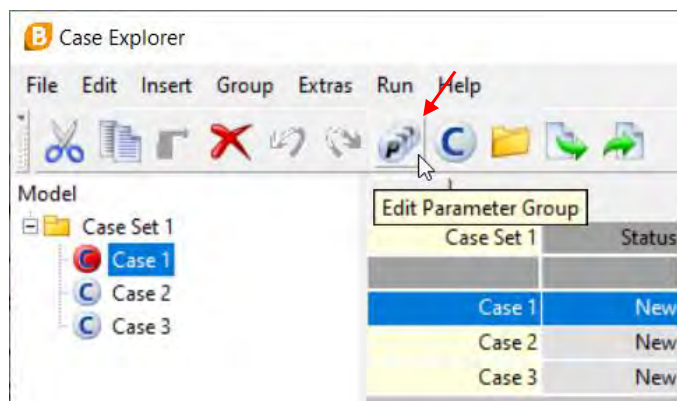 B Case Explorer
File Edit Insert Group Extras Run Help
P C
Model
Case Set 1
C Case 1
C Case 2
C Case 3
Edit Parameter Group
Case Set 1 Status
Case 1 New
Case 2 New
Case 3 New